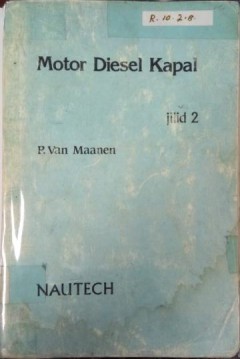 R.10.2.8.
Motor Diesel Kapal
jilid 2
P. Van Maanen
NAUTECH